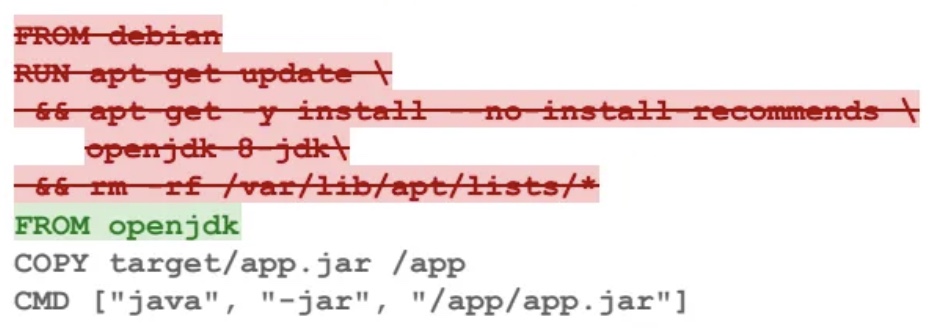 FROM debian
RUN apt-get update \
 && apt-get -y install --no-install-recommends \
    openjdk-8-jdk\
 && rm -rf /var/lib/apt/lists/*
FROM openjdk
COPY target/app.jar /app
CMD ["java", "-jar", "/app/app.jar"]